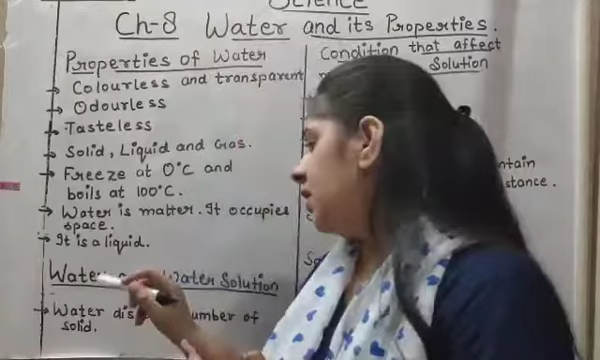 Science
Ch-8 Water and its Properties.
Properties of Water
→ Colourless and transparent
→ Odourless
→ Tasteless
→ Solid, Liquid and Gas.
→ Freeze at 0°C and
boils at 100°C.
→ Water is matter. It occupies
space.
→ It is a liquid.
Water Water Solution
→ Water dis umber of
solid.
Condition that affect
Solution
ntain
stance.